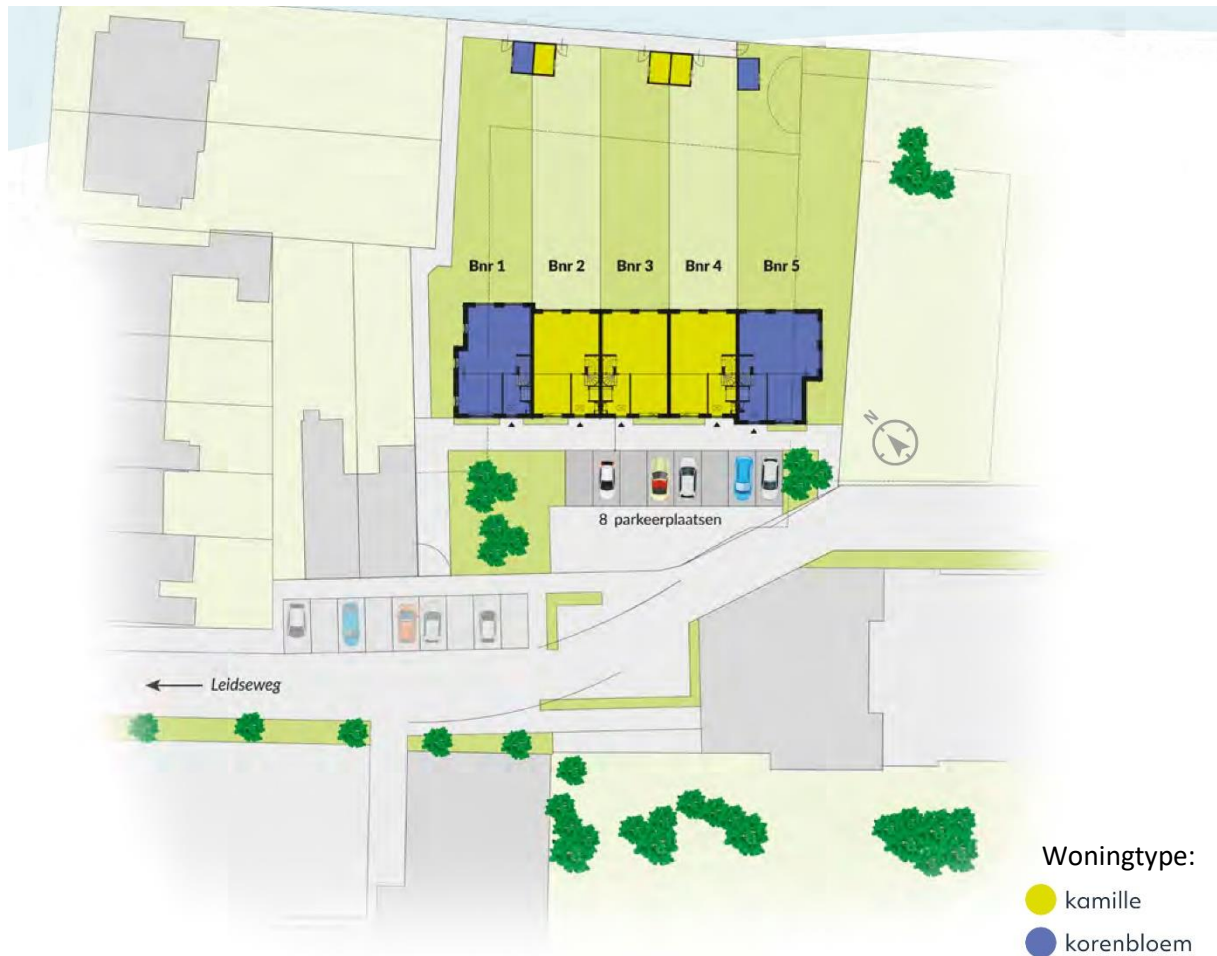 Bnr 1
Bnr 2
Bnr 3
Bnr 4
Bnr 5
N
8 parkeerplaatsen
Leidseweg
Woningtype:
kamille
korenbloem